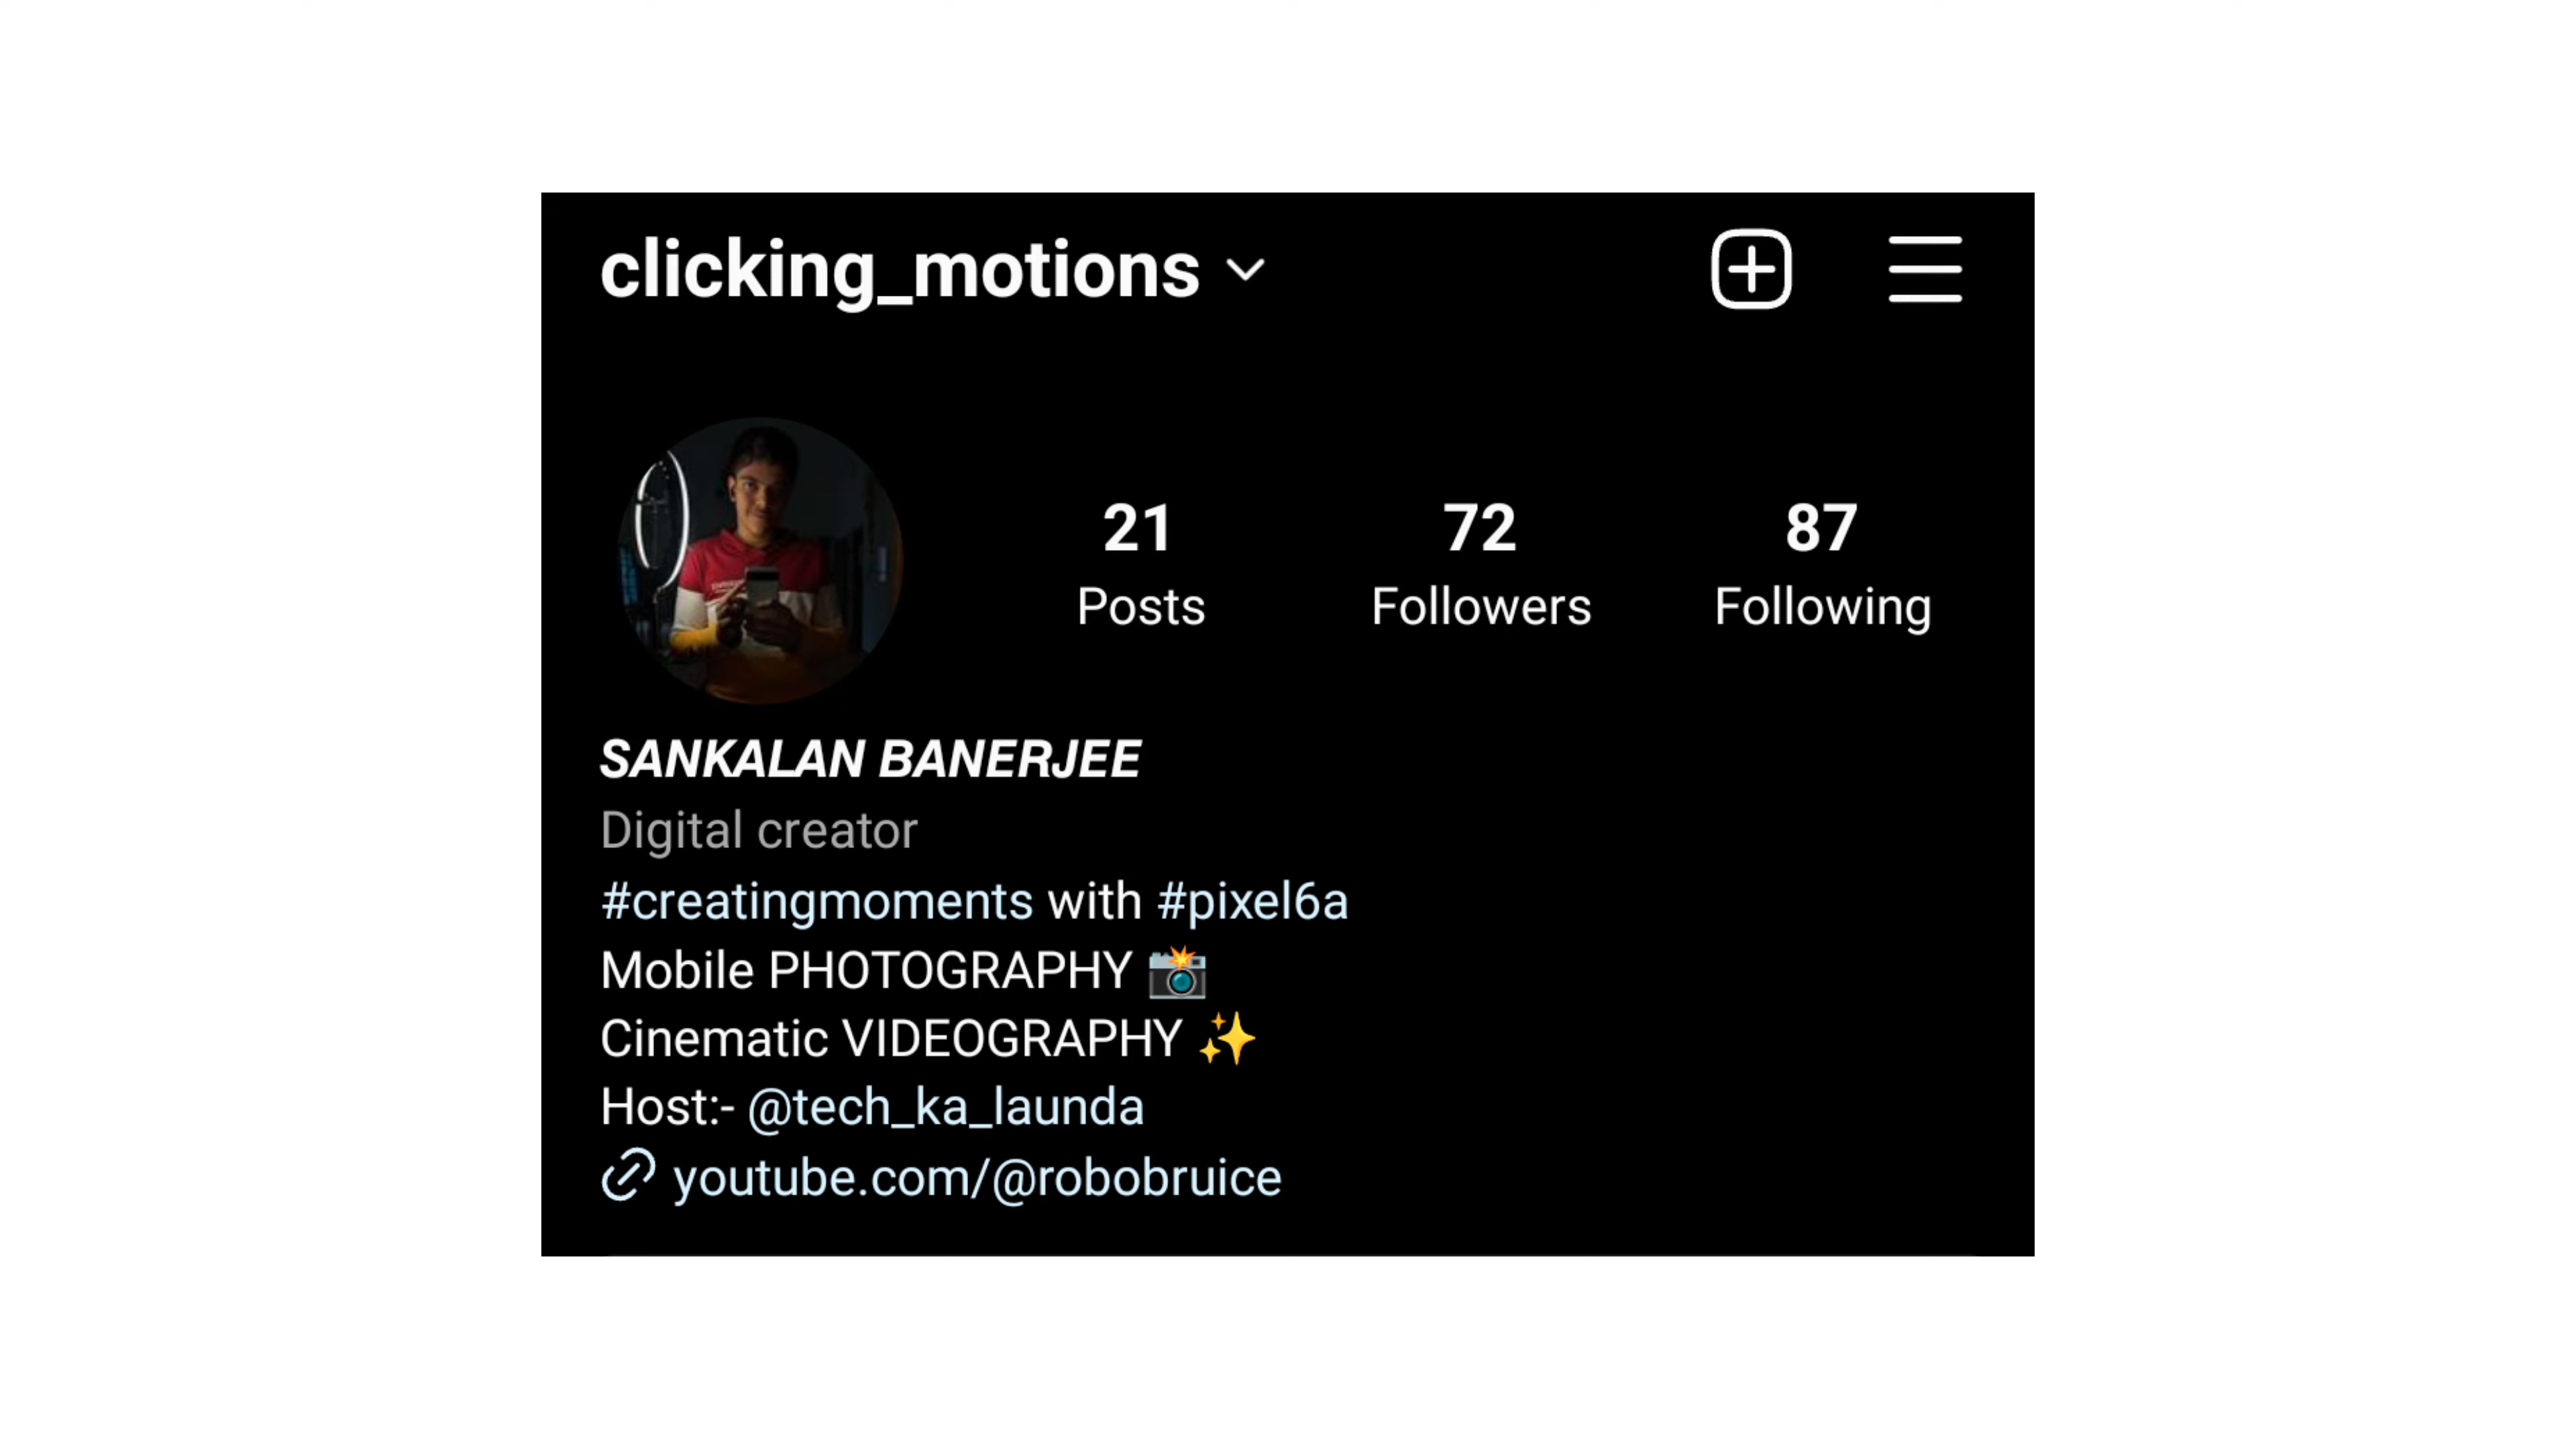 clicking_motions
21 72 87
Posts Followers Following
SANKALAN BANERJEE
Digital creator
#creatingmoments with #pixel6a
Mobile PHOTOGRAPHY 📸
Cinematic VIDEOGRAPHY ✨
Host:- @tech_ka_launda
youtube.com/@robobruice